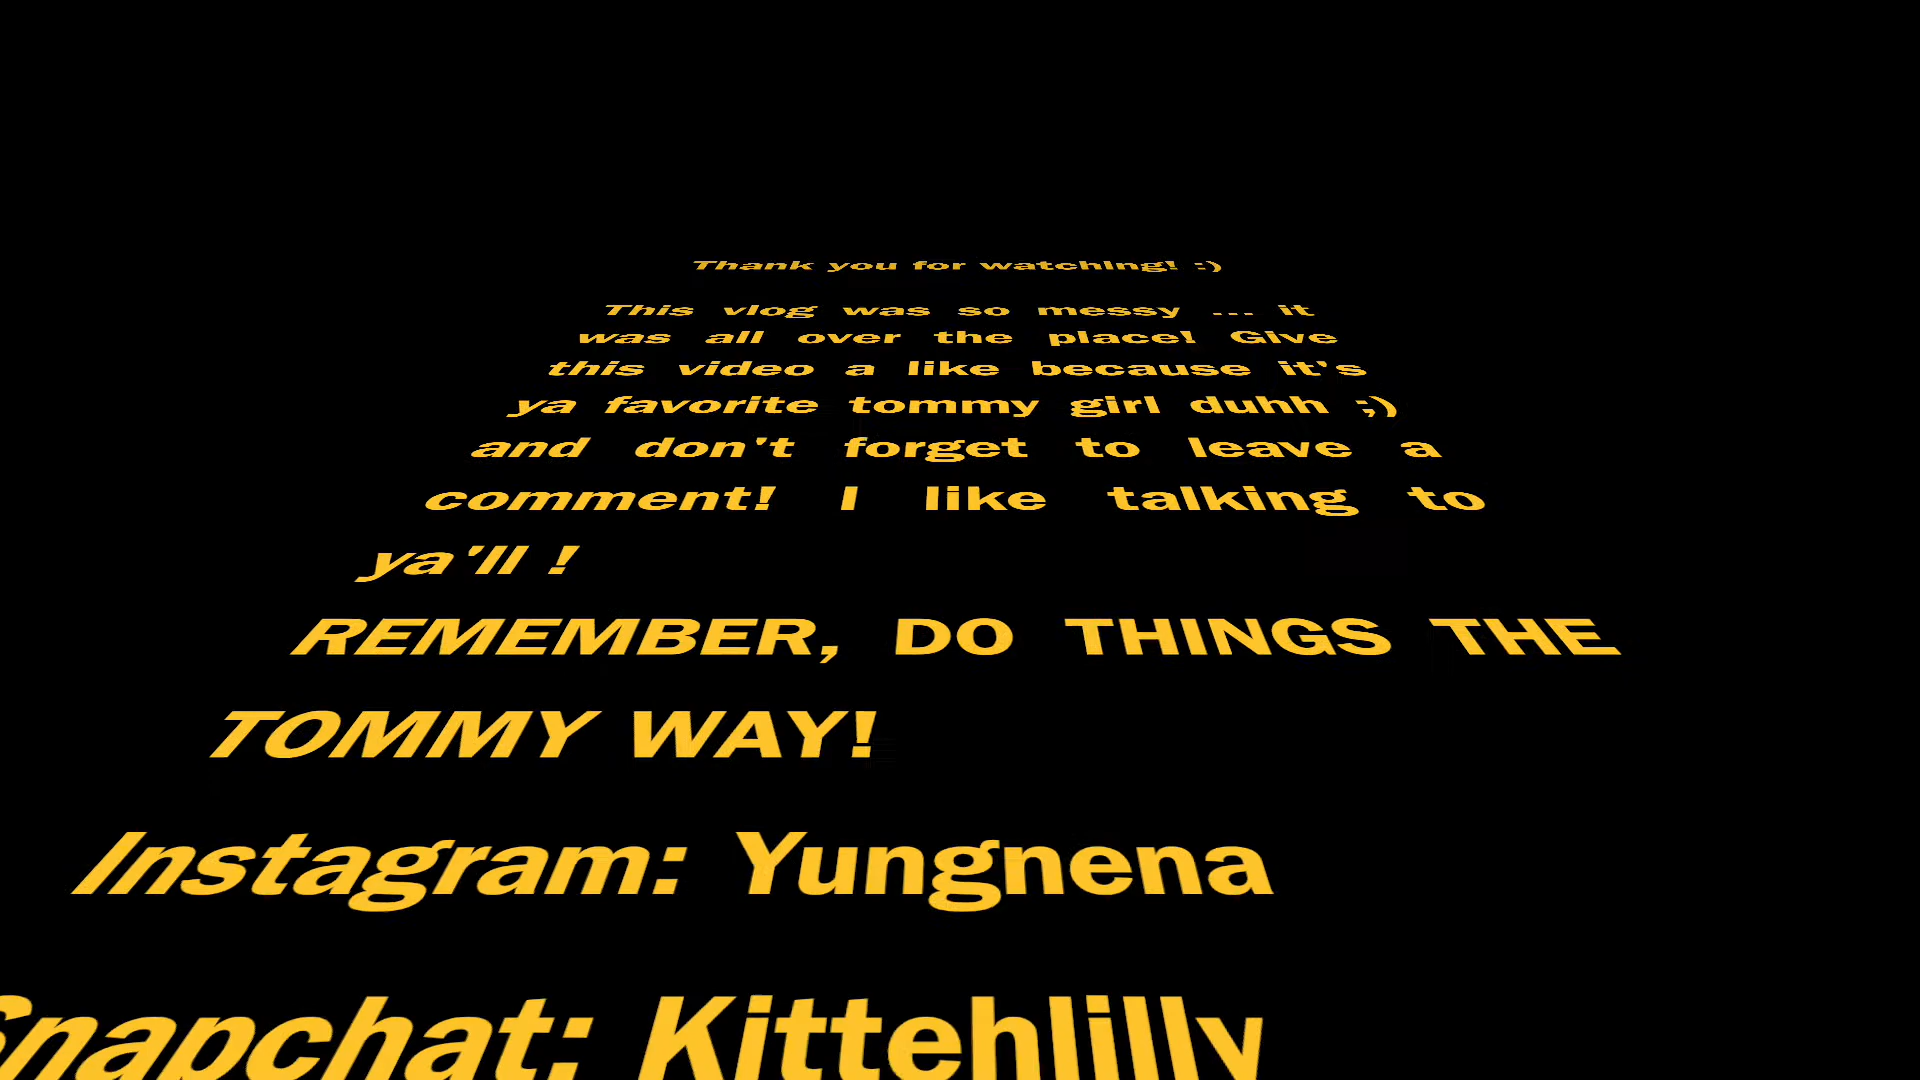 Thank you for watching! :)
This vlog was so messy ... it
was all over the place! Give
this video a like because it's
ya favorite tommy girl duhh ;)
and don't forget to leave a
comment! I like talking to
ya'll !
REMEMBER, DO THINGS THE
TOMMY WAY!
Instagram: Yungnena
Snapchat: Kittehlilly